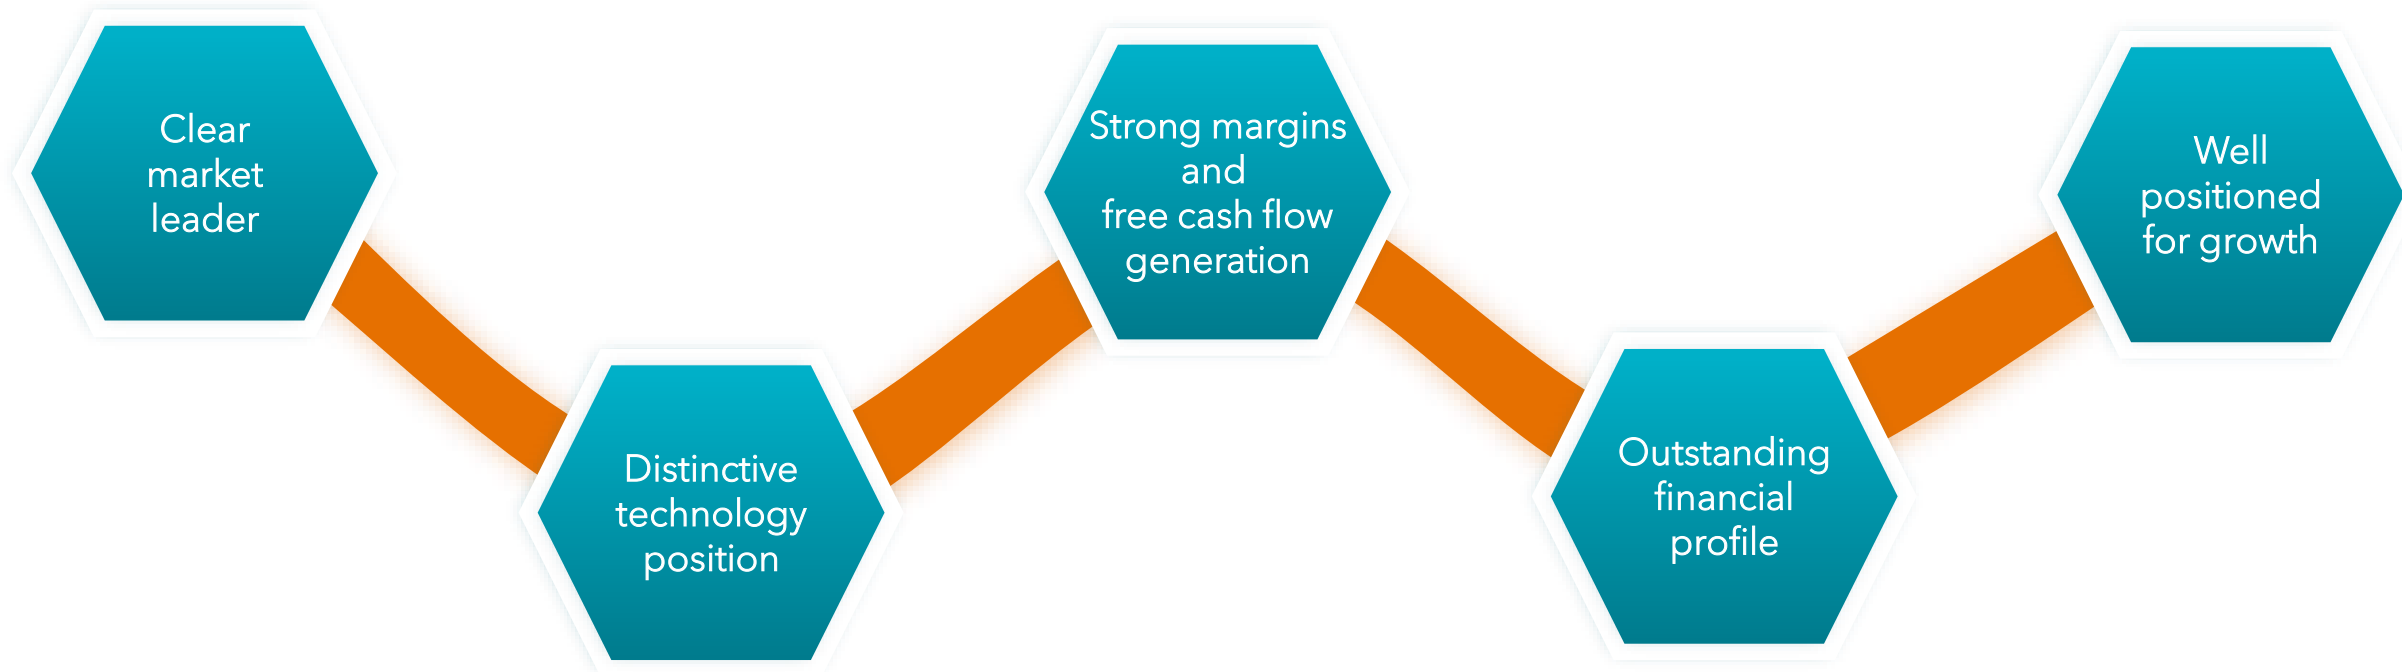 Clear
market
leader
Distinctive
technology
position
Strong margins
and
free cash flow
generation
Outstanding
financial
profile
Well
positioned
for growth